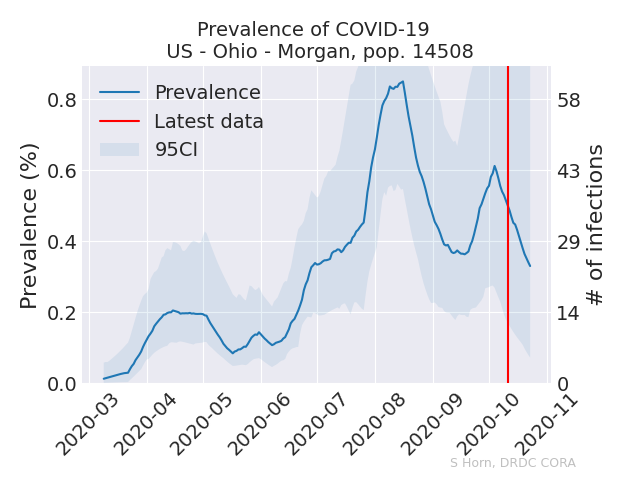 Prevalence of COVID-19
US - Ohio - Morgan, pop. 14508
Prevalence
Latest data
95CI
Prevalence (%)
0.8
0.6
0.4
0.2
0.0
58
43
29
14
0
# of infections
2020-03
2020-04
2020-05
2020-06
2020-07
2020-08
2020-09
2020-10
2020-11
S Horn, DRDC CORA